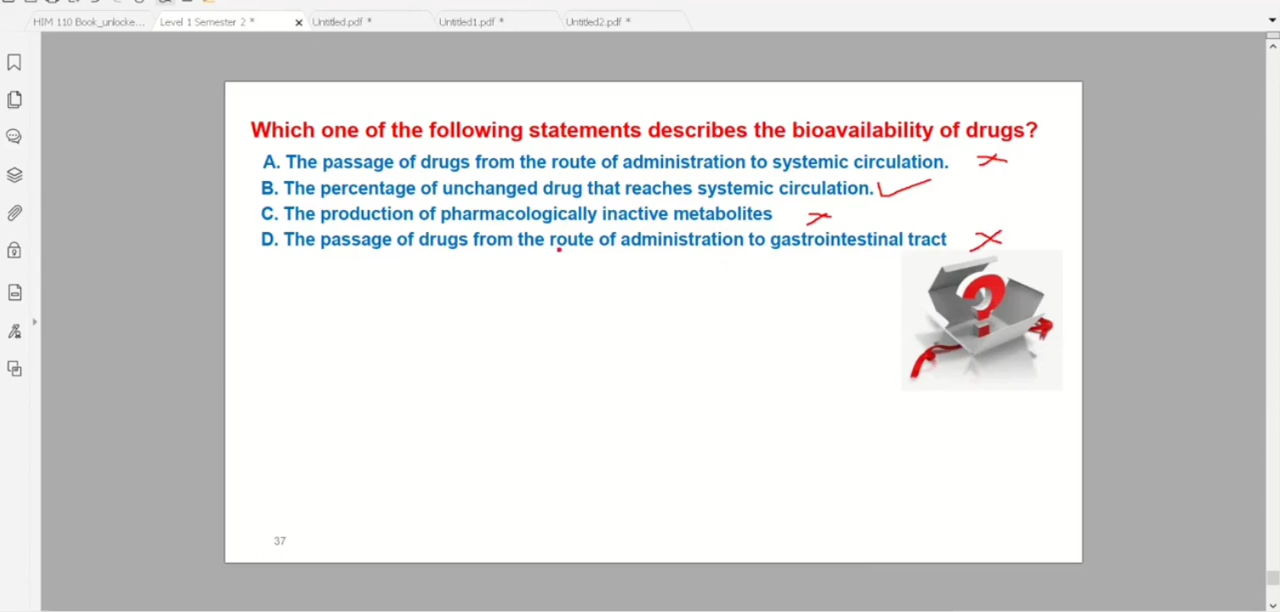 HIM 110 Book_unlocke... Level 1 Semester 2 * Untitled.pdf * Untitled1.pdf * Untitled2.pdf *
Which one of the following statements describes the bioavailability of drugs?
A. The passage of drugs from the route of administration to systemic circulation.
B. The percentage of unchanged drug that reaches systemic circulation.
C. The production of pharmacologically inactive metabolites
D. The passage of drugs from the route of administration to gastrointestinal tract
?
37